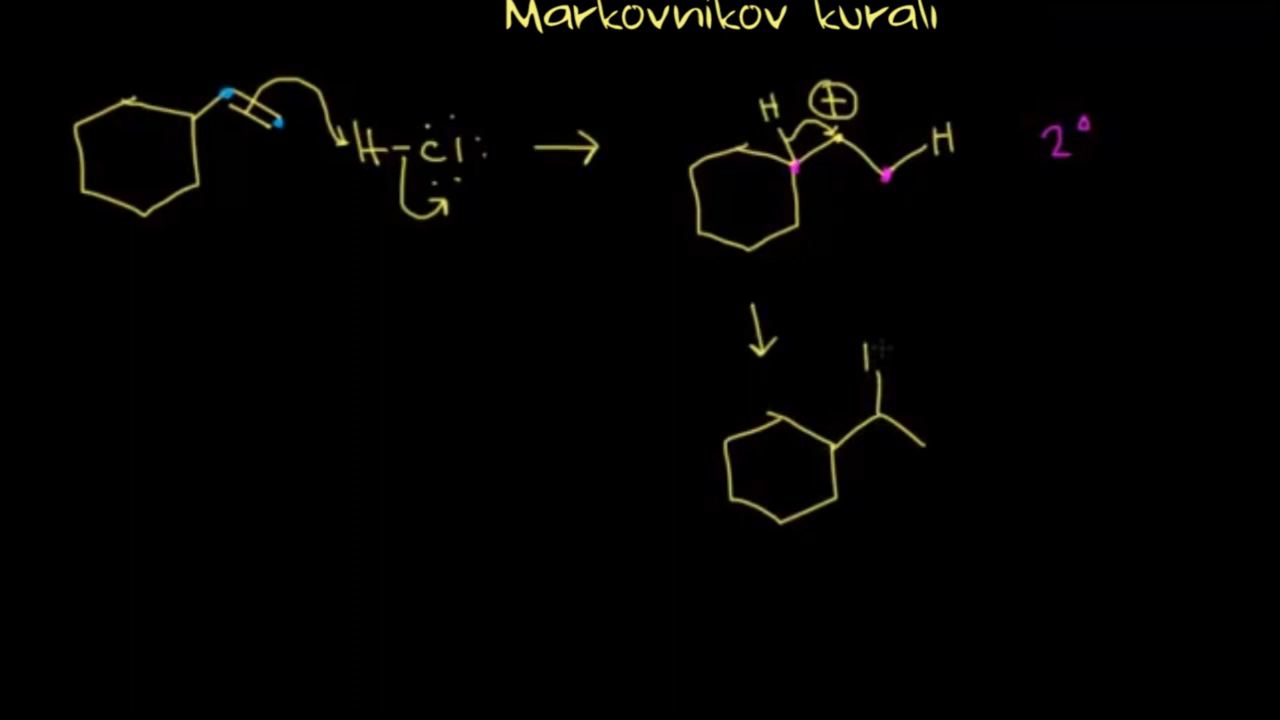 Markovnikov kuralı
H-Cl: → H + H 2°